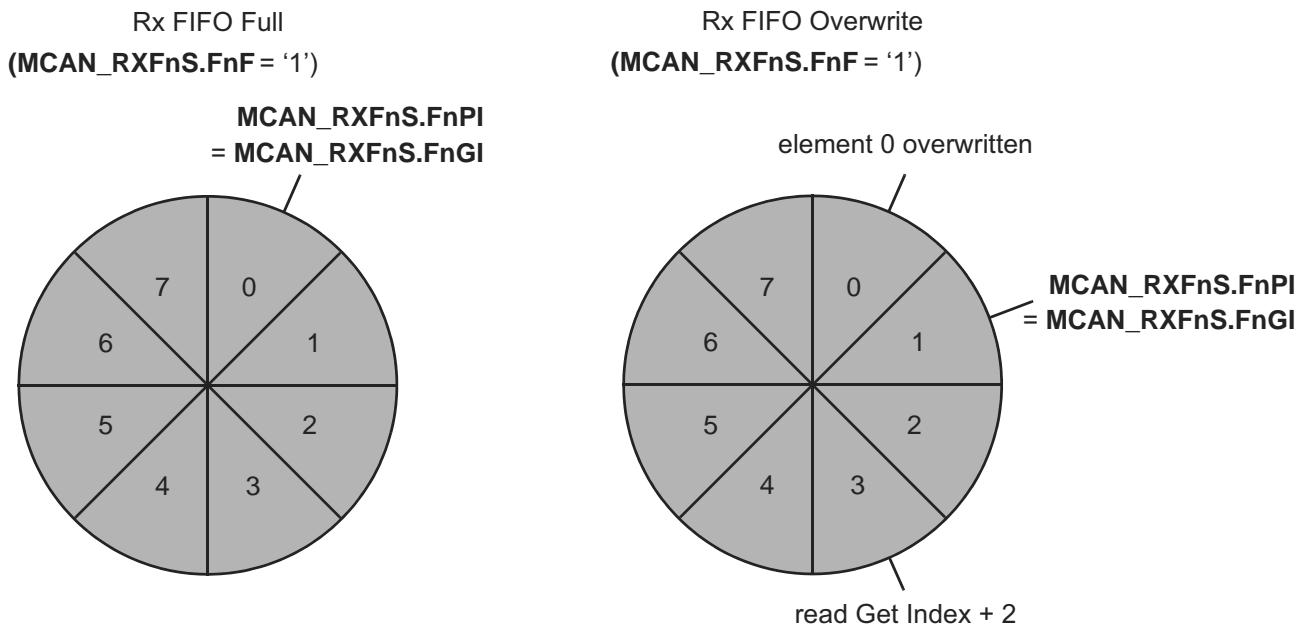 Rx FIFO Full
(MCAN_RXFnS.FnF = ‘1’)
MCAN_RXFnS.FnPI
= MCAN_RXFnS.FnGI
7
0
6
1
5
2
4
3
Rx FIFO Overwrite
(MCAN_RXFnS.FnF = ‘1’)
element 0 overwritten
MCAN_RXFnS.FnPI
= MCAN_RXFnS.FnGI
7
0
6
1
5
2
4
3
read Get Index + 2